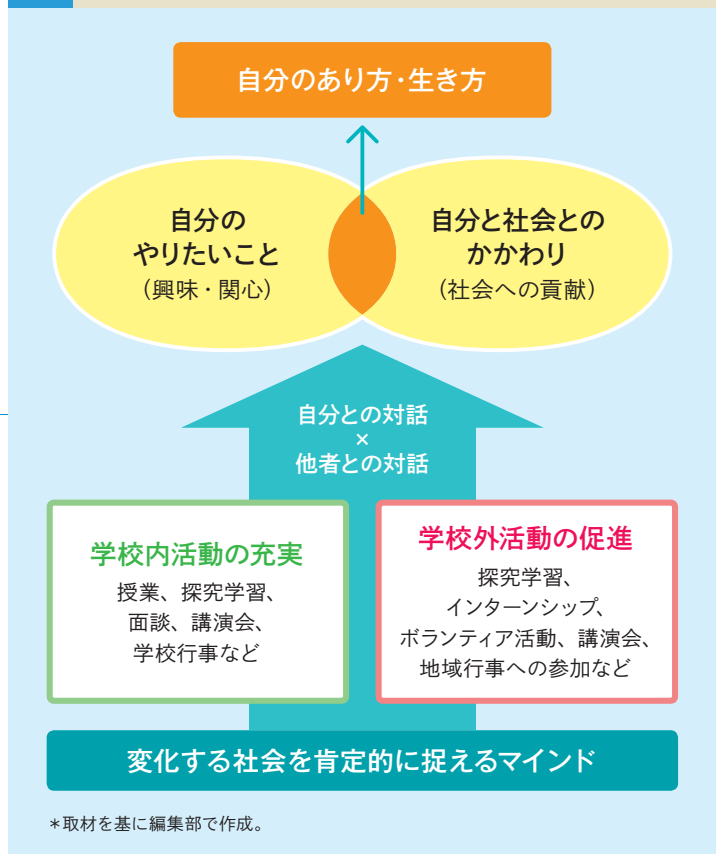 自分のあり方・生き方
自分の
やりたいこと
（興味・関心）
自分と社会との
かかわり
（社会への貢献）
自分との対話
×
他者との対話
学校内活動の充実
授業、探究学習、
面談、講演会、
学校行事など
学校外活動の促進
探究学習、
インターンシップ、
ボランティア活動、講演会、
地域行事への参加など
変化する社会を肯定的に捉えるマインド
＊取材を基に編集部で作成。